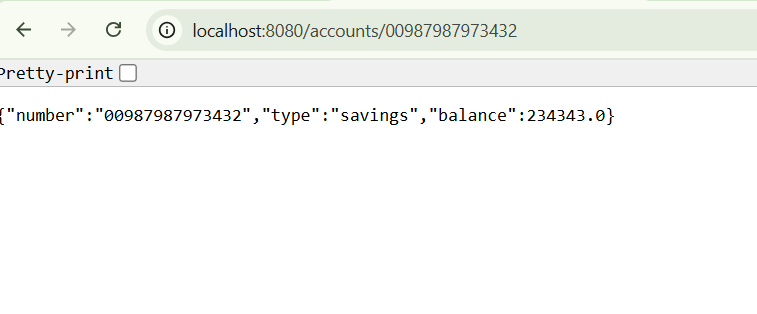 localhost:8080/accounts/00987987973432
Pretty-print
{"number":"00987987973432","type":"savings","balance":234343.0}